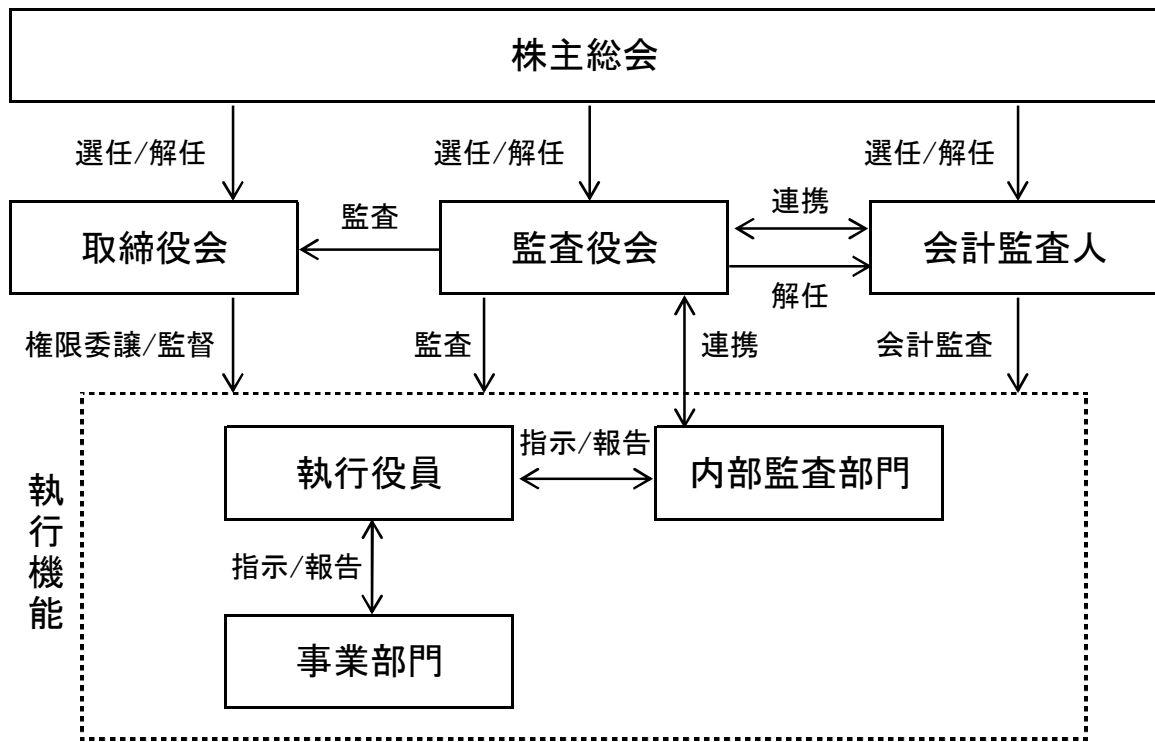 株主総会
選任/解任
選任/解任
選任/解任
取締役会
監査
監査役会
連携
解任
会計監査人
権限委譲/監督
監査
連携
会計監査
執行機能
執行役員
指示/報告
内部監査部門
指示/報告
事業部門